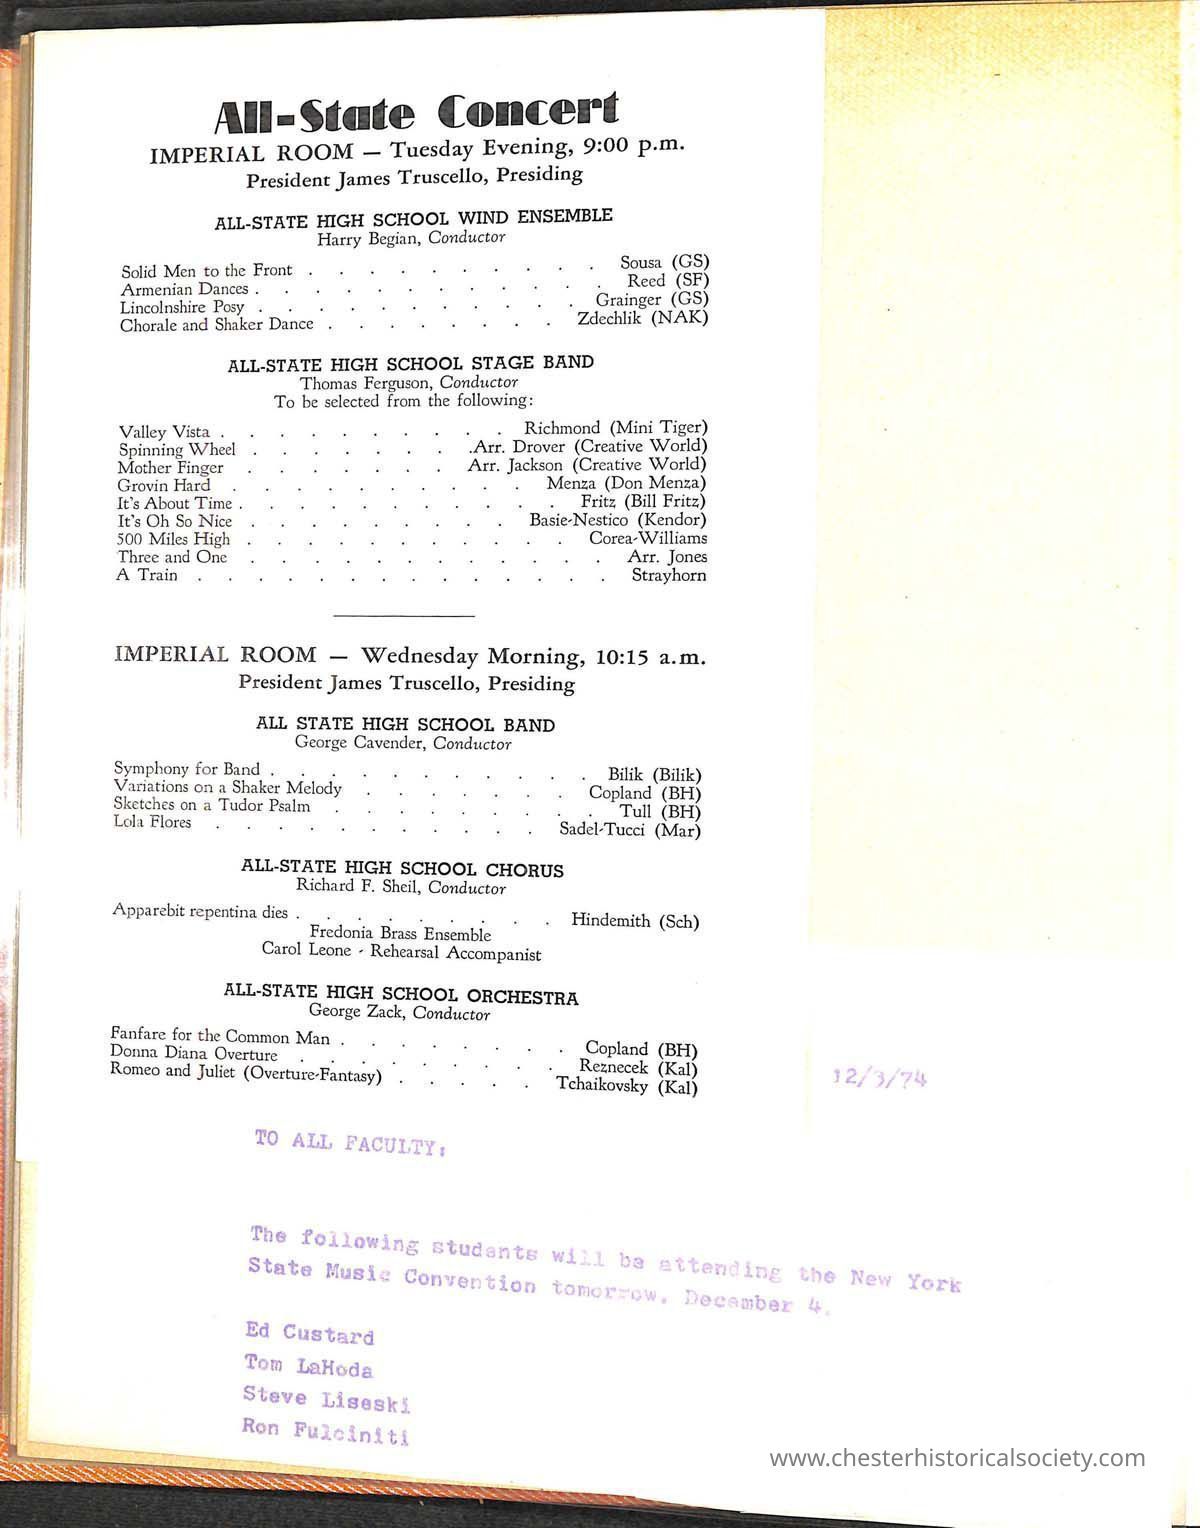 All-State Concert
IMPERIAL ROOM — Tuesday Evening, 9:00 p.m.
President James Truscello, Presiding
ALL-STATE HIGH SCHOOL WIND ENSEMBLE
Harry Begian, Conductor
Solid Men to the Front . . . . . . . . . . Sousa (GS)
Armenian Dances . . . . . . . . . . . . Reed (SF)
Lincolnshire Posy . . . . . . . . . . . Grainger (GS)
Chorale and Shaker Dance . . . . . . . . Zdechlik (NAK)
ALL-STATE HIGH SCHOOL STAGE BAND
Thomas Ferguson, Conductor
To be selected from the following:
Valley Vista . . . . . . . . . . Richmond (Mini Tiger)
Spinning Wheel . . . . . . . .Arr. Drover (Creative World)
Mother Finger . . . . . . . Arr. Jackson (Creative World)
Grovin Hard . . . . . . . . . . Menza (Don Menza)
It's About Time . . . . . . . . . . . Fritz (Bill Fritz)
It's Oh So Nice . . . . . . . . . Basie-Nestico (Kendor)
500 Miles High . . . . . . . . . . . Corea-Williams
Three and One . . . . . . . . . . . . Arr. Jones
A Train . . . . . . . . . . . . . . Strayhorn
IMPERIAL ROOM — Wednesday Morning, 10:15 a.m.
President James Truscello, Presiding
ALL STATE HIGH SCHOOL BAND
George Cavender, Conductor
Symphony for Band . . . . . . . . . . . Bilik (Bilik)
Variations on a Shaker Melody . . . . . . . Copland (BH)
Sketches on a Tudor Psalm . . . . . . . . . Tull (BH)
Lola Flores . . . . . . . . . . . Sadel-Tucci (Mar)
ALL-STATE HIGH SCHOOL CHORUS
Richard F. Sheil, Conductor
Apparebit repentina dies . . . . . . . . . Hindemith (Sch)
Fredonia Brass Ensemble
Carol Leone - Rehearsal Accompanist
ALL-STATE HIGH SCHOOL ORCHESTRA
George Zack, Conductor
Fanfare for the Common Man . . . . . . . . Copland (BH)
Donna Diana Overture . . . . . . . . . Reznecek (Kal)
Romeo and Juliet (Overture-Fantasy) . . . . . Tchaikovsky (Kal)
12/3/74
TO ALL FACULTY:
The following students will be attending the New York
State Music Convention tomorrow. December 4.
Ed Custard
Tom LaHoda
Steve Liseski
Ron Fulciniti
www.chesterhistoricalsociety.com